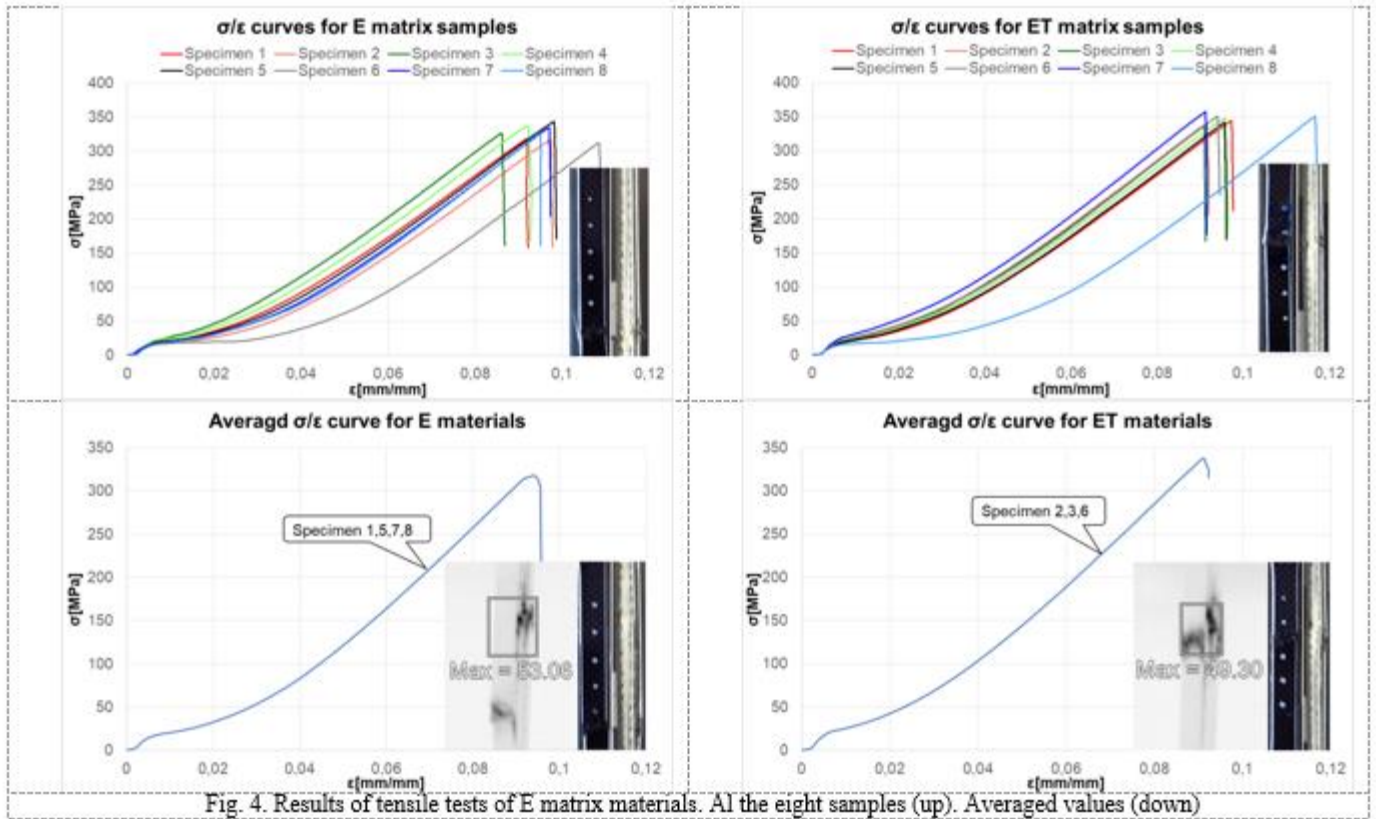 σ/ε curves for E matrix samples
Specimen 1 Specimen 2 Specimen 3 Specimen 4
Specimen 5 Specimen 6 Specimen 7 Specimen 8
400
350
300
250
200
150
100
50
0
σ[MPa]
0 0,02 0,04 0,06 0,08 0,1 0,12
ε[mm/mm]
σ/ε curves for ET matrix samples
Specimen 1 Specimen 2 Specimen 3 Specimen 4
Specimen 5 Specimen 6 Specimen 7 Specimen 8
400
350
300
250
200
150
100
50
0
σ[MPa]
0 0,02 0,04 0,06 0,08 0,1 0,12
ε[mm/mm]
Averagd σ/ε curve for E materials
350
300
250
200
150
100
50
0
σ[MPa]
Specimen 1,5,7,8
Max = 53.06
0 0,02 0,04 0,06 0,08 0,1 0,12
ε[mm/mm]
Averagd σ/ε curve for ET materials
350
300
250
200
150
100
50
0
σ[MPa]
Specimen 2,3,6
Max = 49.30
0 0,02 0,04 0,06 0,08 0,1 0,12
ε[mm/mm]
Fig. 4. Results of tensile tests of E matrix materials. Al the eight samples (up). Averaged values (down)